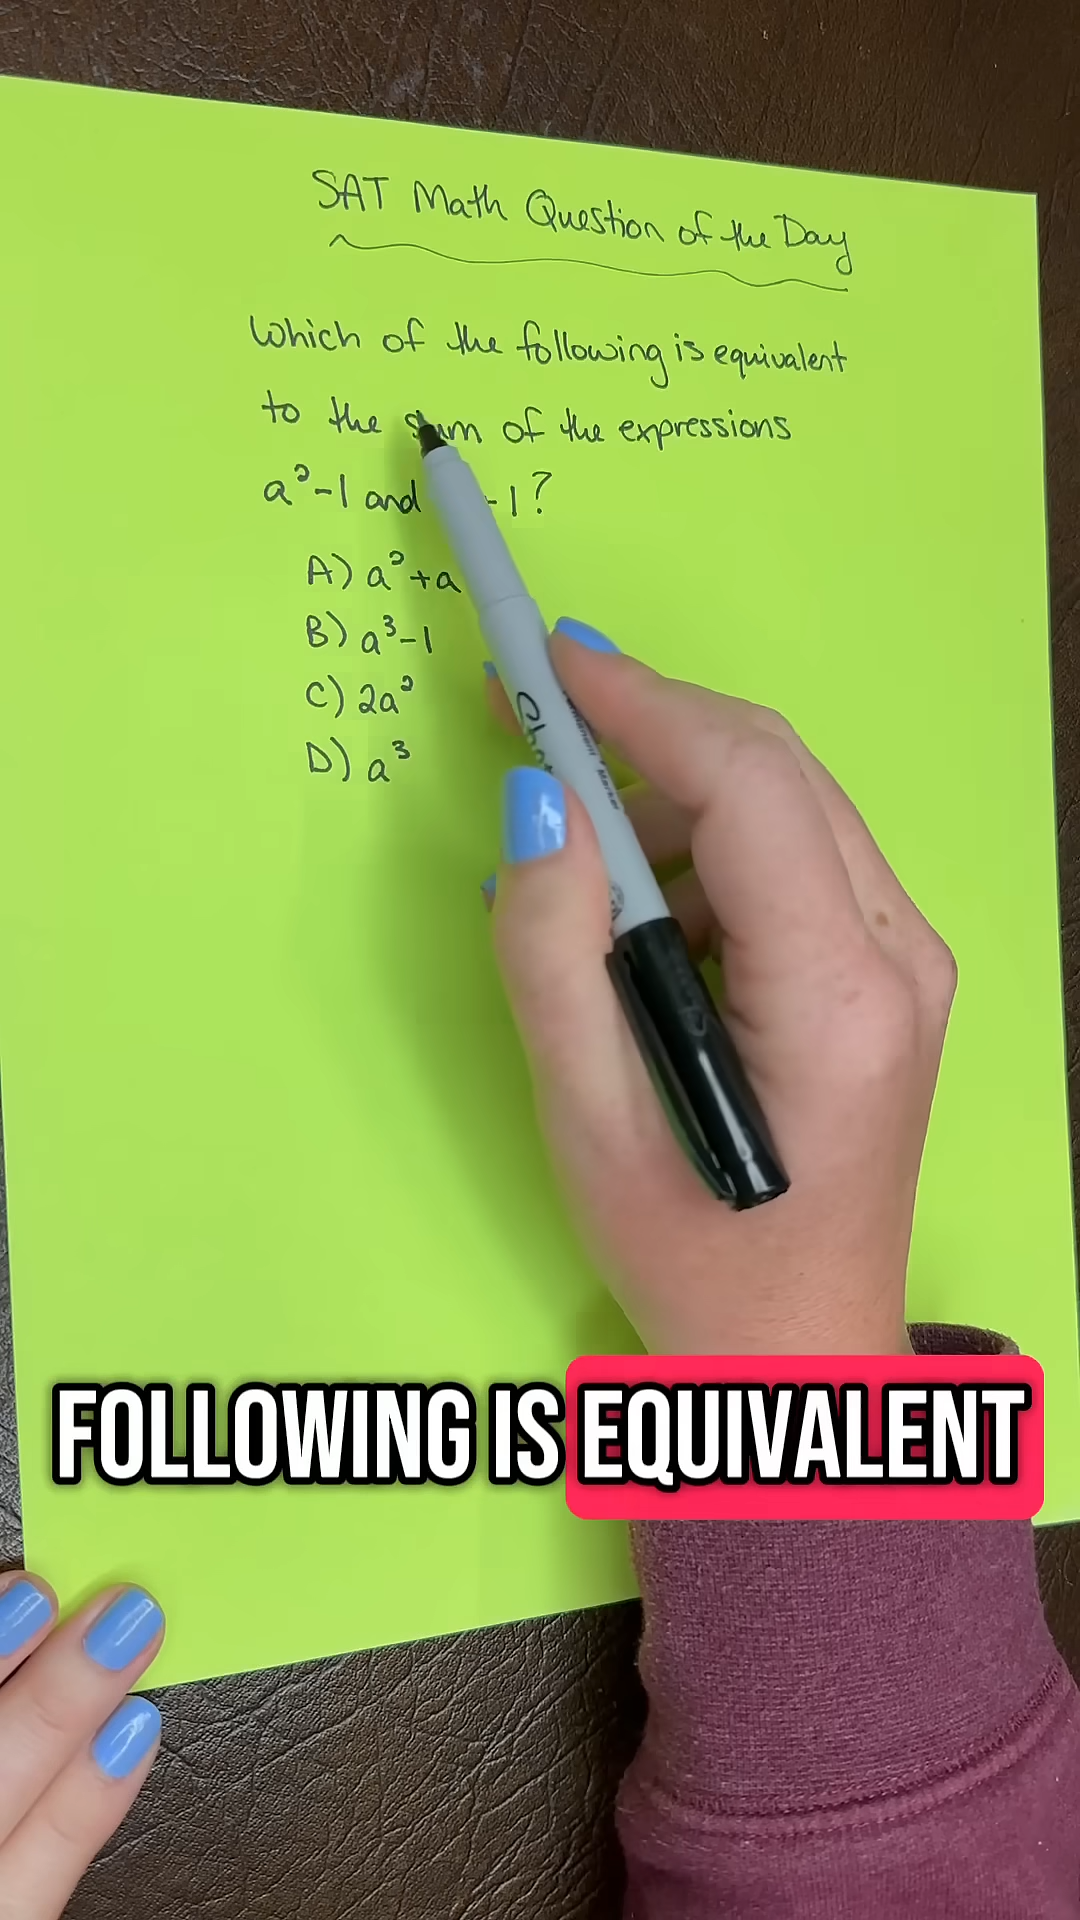 SAT Math Question of the Day
Which of the following is equivalent
to the sum of the expressions
a²-1 and -1?
A) a²+a
B) a³-1
C) 2a²
D) a³
FOLLOWING IS EQUIVALENT